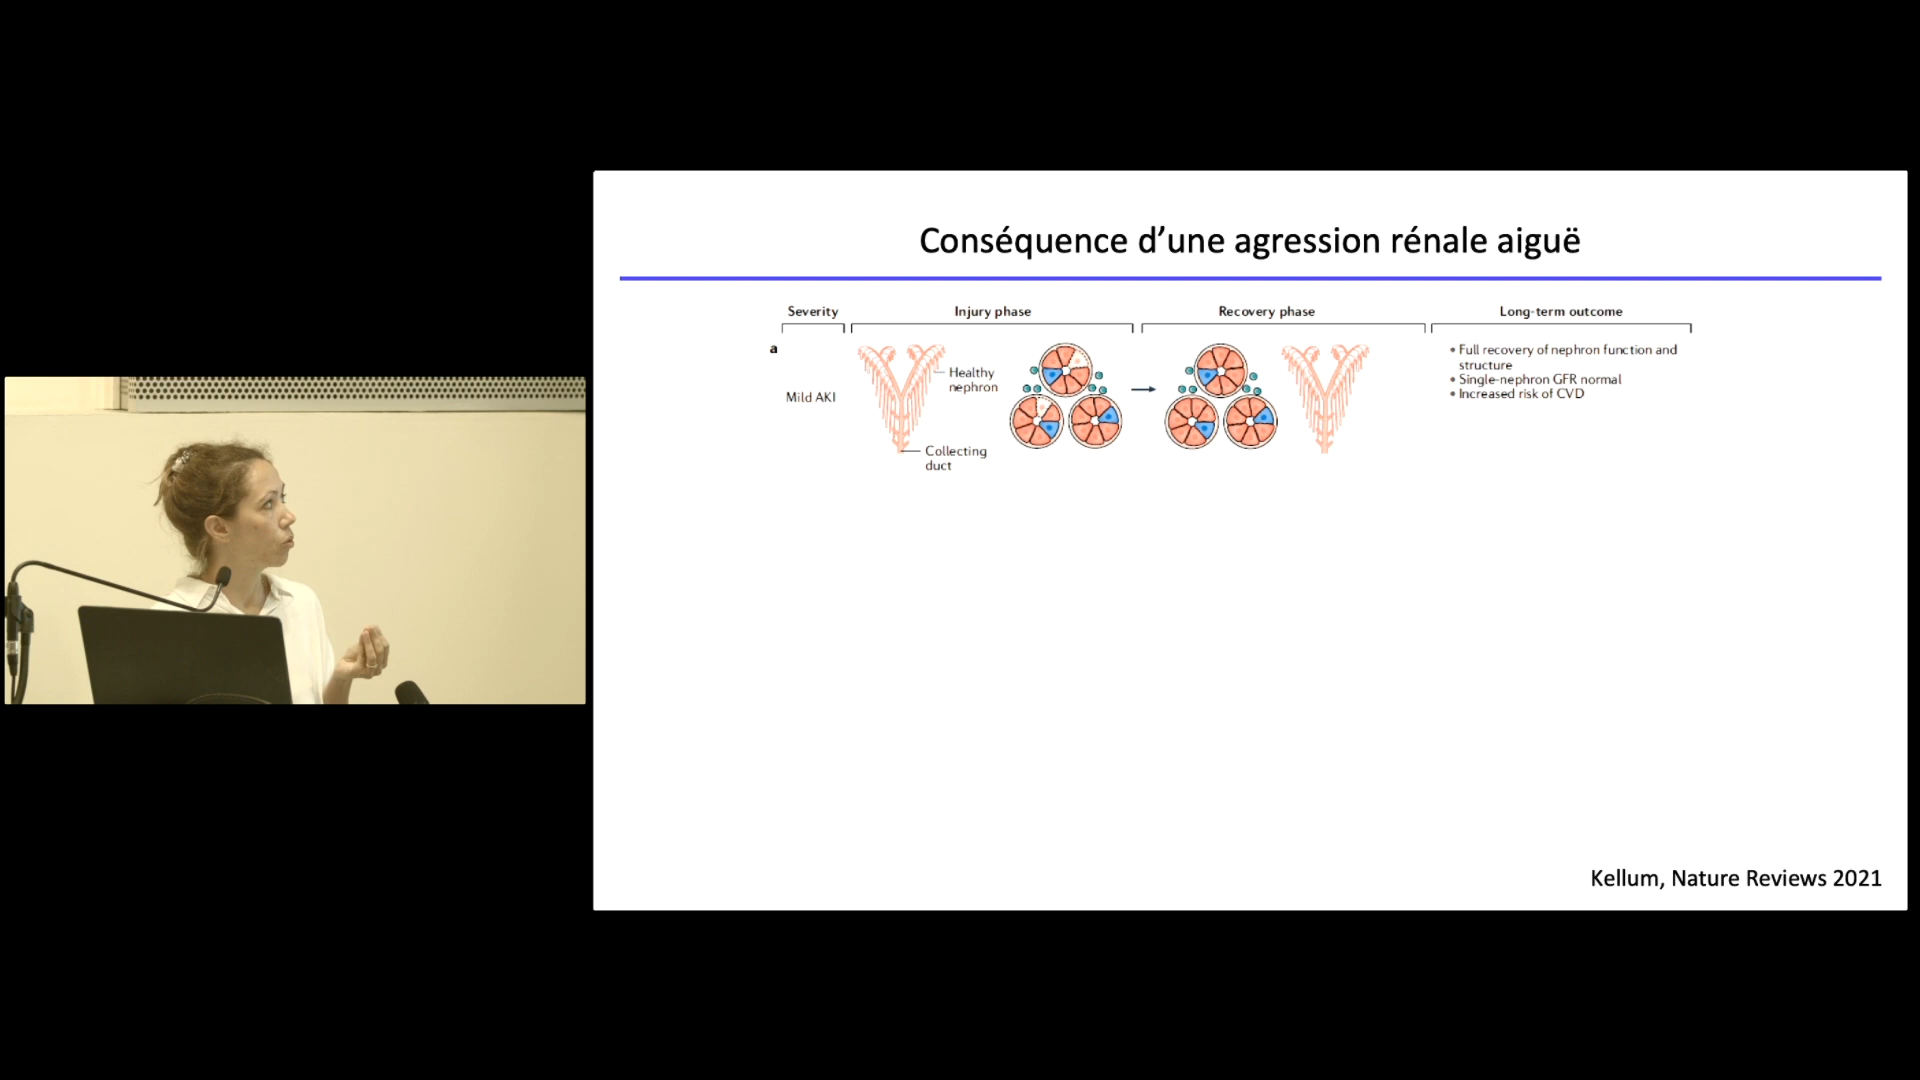 Conséquence d’une agression rénale aiguë
Severity
Injury phase
Recovery phase
Long-term outcome
a
Mild AKI
Healthy
nephron
Collecting
duct
• Full recovery of nephron function and
structure
• Single-nephron GFR normal
• Increased risk of CVD
Kellum, Nature Reviews 2021